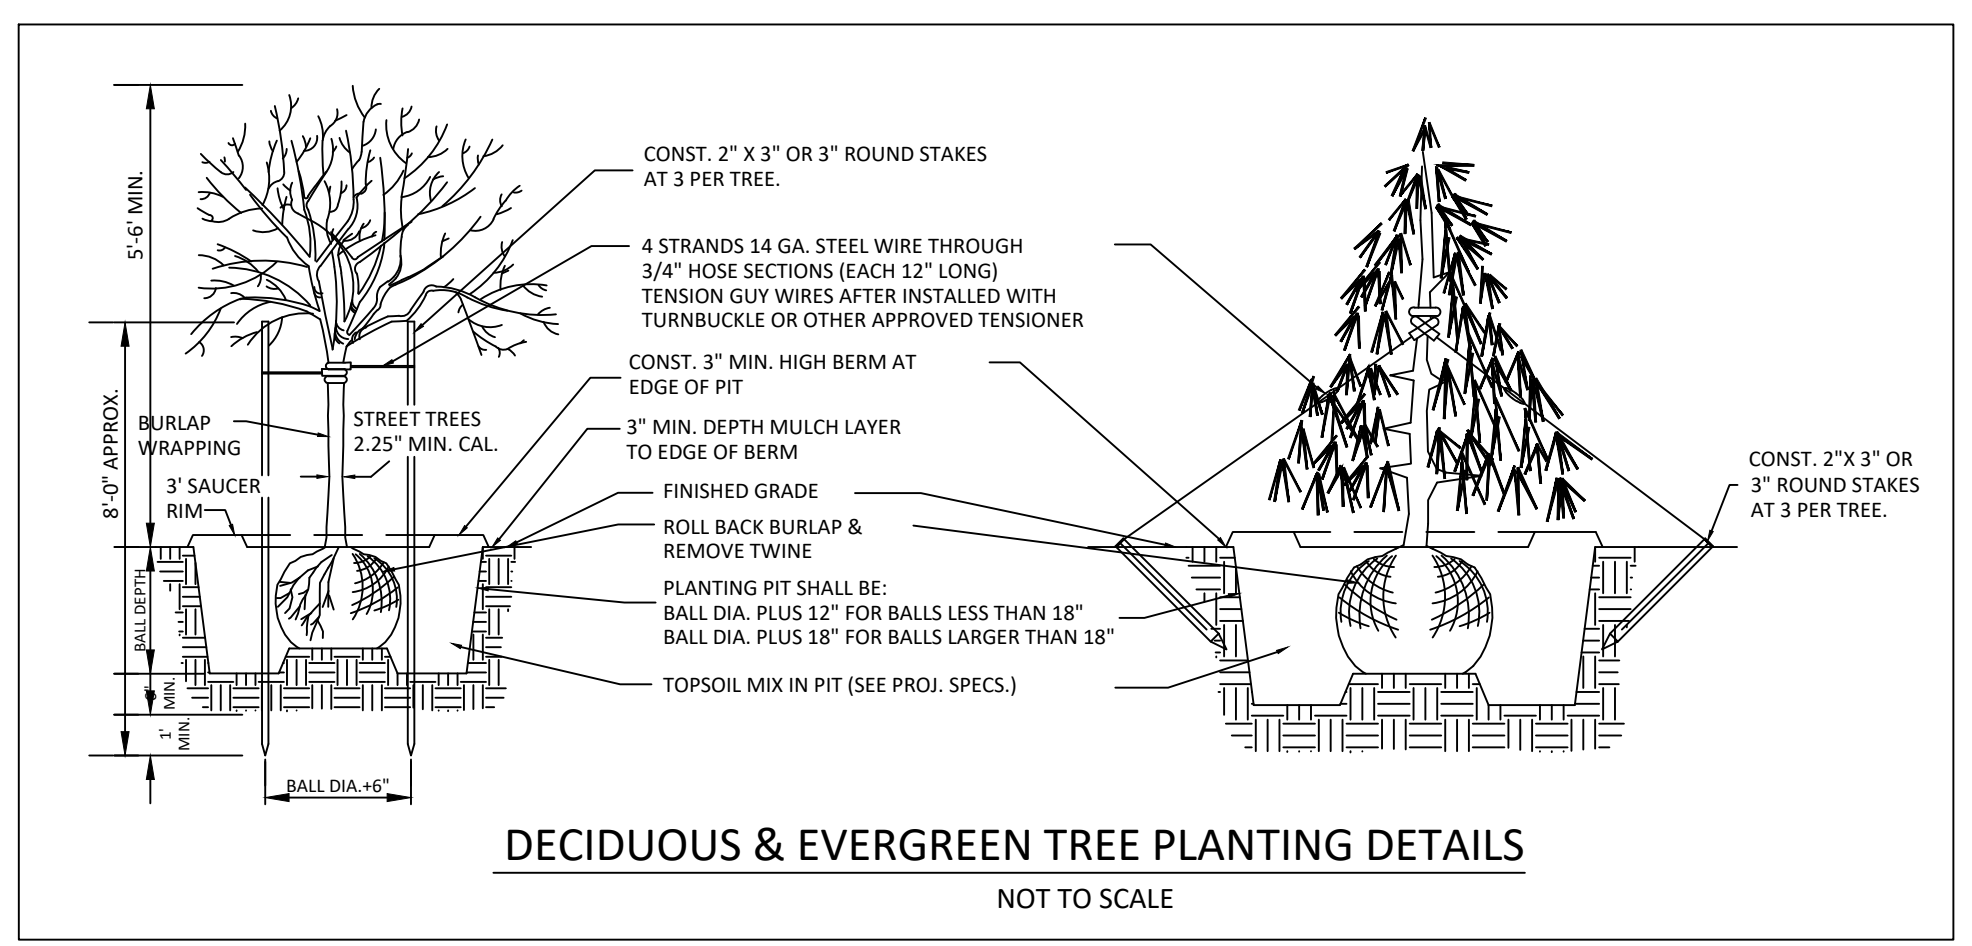 5'-6' MIN.
8'-0" APPROX.
BURLAP
WRAPPING
STREET TREES
2.25" MIN. CAL.
3' SAUCER
RIM
BALL DEPTH
MIN.
1'
MIN.
BALL DIA.+6"
CONST. 2" X 3" OR 3" ROUND STAKES
AT 3 PER TREE.
4 STRANDS 14 GA. STEEL WIRE THROUGH
3/4" HOSE SECTIONS (EACH 12" LONG)
TENSION GUY WIRES AFTER INSTALLED WITH
TURNBUCKLE OR OTHER APPROVED TENSIONER
CONST. 3" MIN. HIGH BERM AT
EDGE OF PIT
3" MIN. DEPTH MULCH LAYER
TO EDGE OF BERM
FINISHED GRADE
ROLL BACK BURLAP &
REMOVE TWINE
PLANTING PIT SHALL BE:
BALL DIA. PLUS 12" FOR BALLS LESS THAN 18"
BALL DIA. PLUS 18" FOR BALLS LARGER THAN 18"
TOPSOIL MIX IN PIT (SEE PROJ. SPECS.)
CONST. 2"X 3" OR
3" ROUND STAKES
AT 3 PER TREE.
DECIDUOUS & EVERGREEN TREE PLANTING DETAILS
NOT TO SCALE